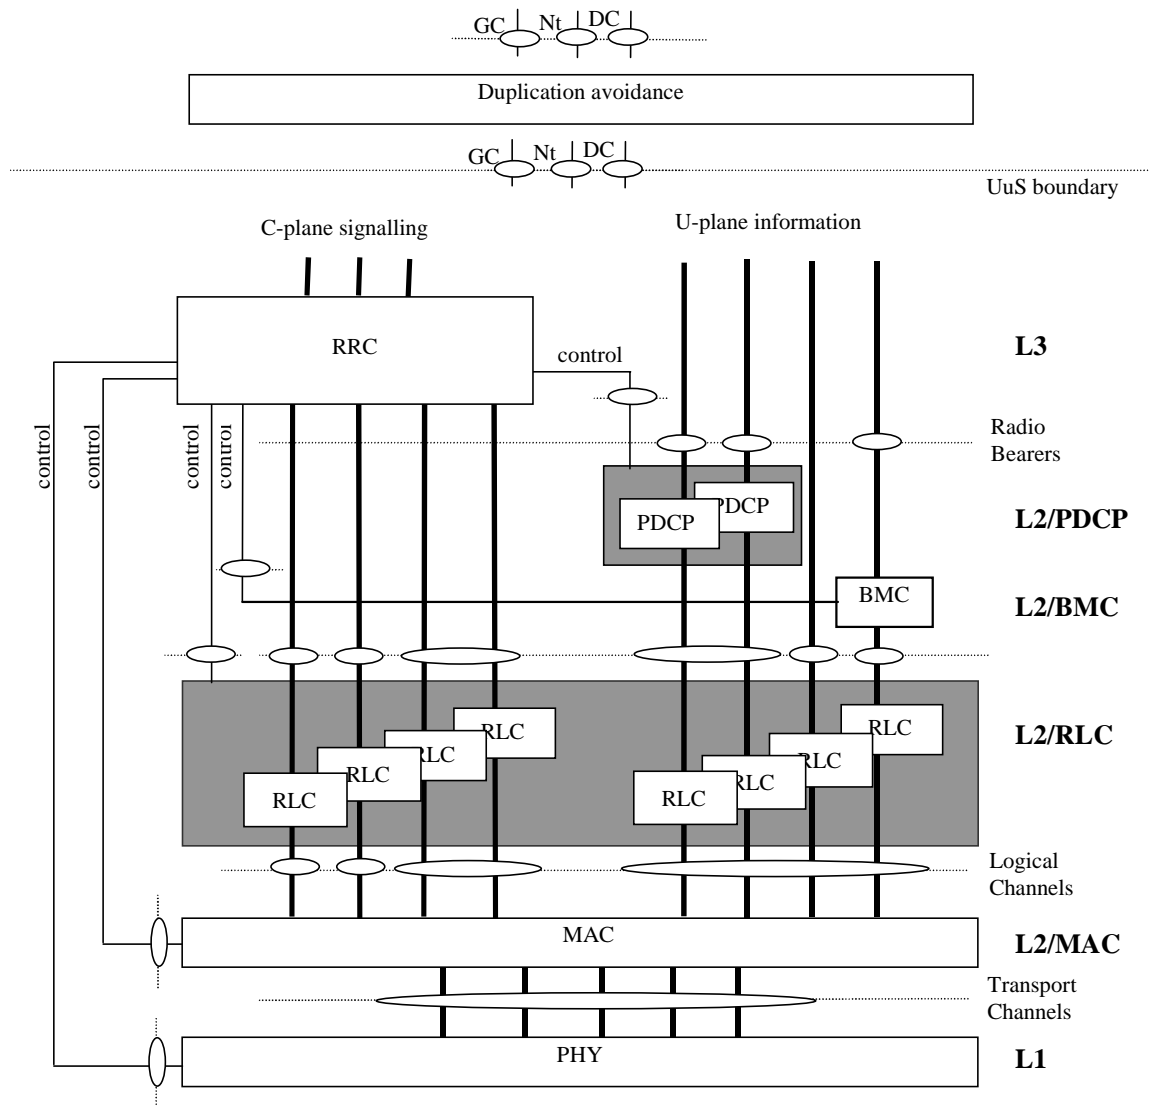 GC Nt DC
Duplication avoidance
GC Nt DC
UuS boundary
C-plane signalling
U-plane information
RRC
control
L3
control
control
control
control
Radio
Bearers
PDCP
PDCP
L2/PDCP
BMC
L2/BMC
RLC
RLC
RLC
RLC
RLC
RLC
RLC
RLC
L2/RLC
Logical
Channels
MAC
L2/MAC
Transport
Channels
PHY
L1